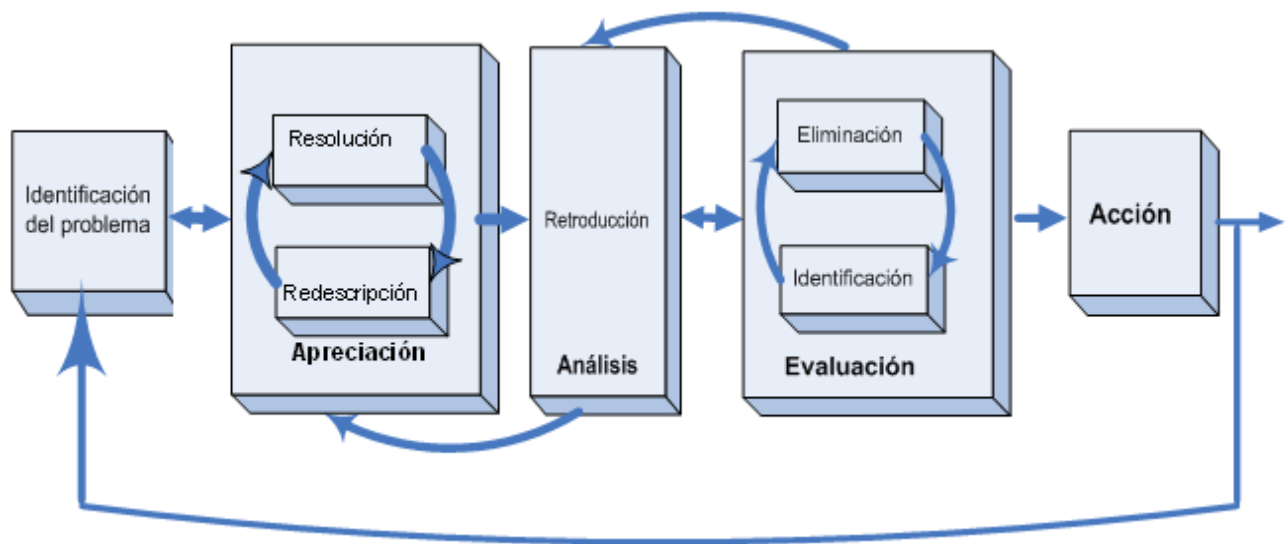 Identificación
del problema
Resolución
Redescripción
Apreciación
Retroducción
Análisis
Eliminación
Identificación
Evaluación
Acción